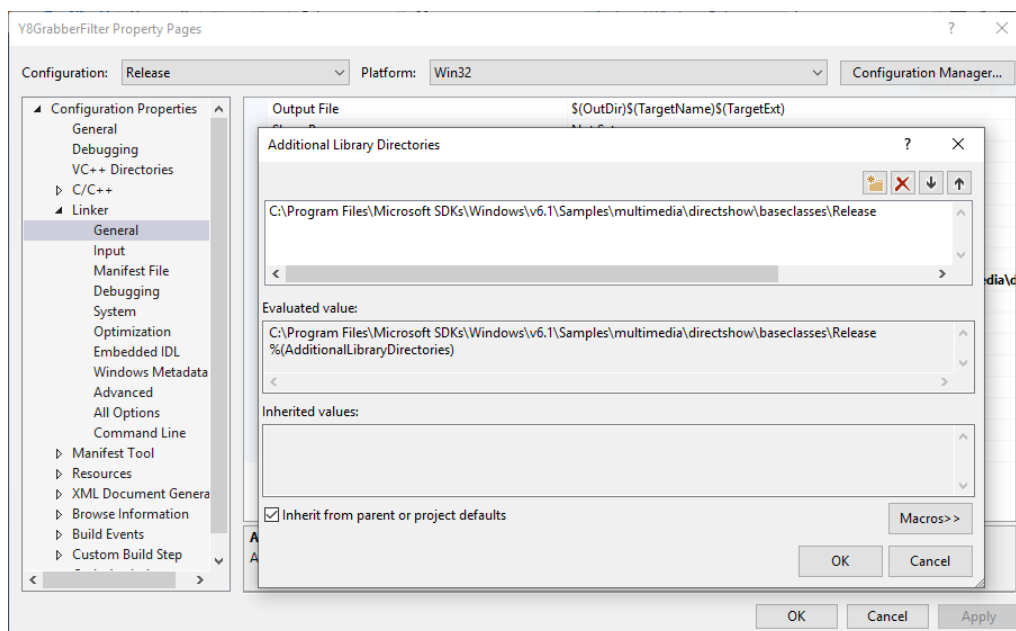 Y8GrabberFilter Property Pages
?
Configuration: Release Platform: Win32 Configuration Manager...
Configuration Properties
General
Debugging
VC++ Directories
C/C++
Linker
General
Input
Manifest File
Debugging
System
Optimization
Embedded IDL
Windows Metadata
Advanced
All Options
Command Line
Manifest Tool
Resources
XML Document Genera
Browse Information
Build Events
Custom Build Step
Output File $(OutDir)$(TargetName)$(TargetExt)
Additional Library Directories
?
C:\Program Files\Microsoft SDKs\Windows\v6.1\Samples\multimedia\directshow\baseclasses\Release
Evaluated value:
C:\Program Files\Microsoft SDKs\Windows\v6.1\Samples\multimedia\directshow\baseclasses\Release
%(AdditionalLibraryDirectories)
Inherited values:
Inherit from parent or project defaults
Macros>>
OK Cancel
edia\d
A
A
OK Cancel Apply